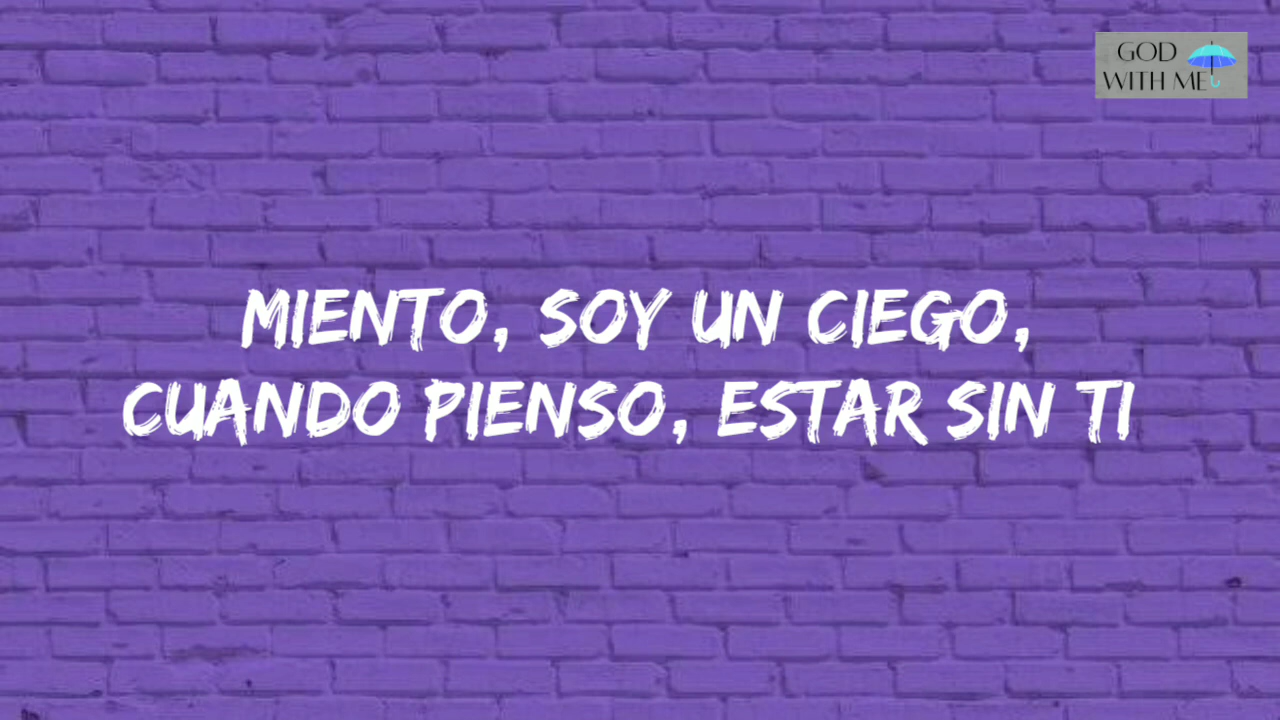 GOD
WITH ME
MIENTO, SOY UN CIEGO,
CUANDO PIENSO, ESTAR SIN TI